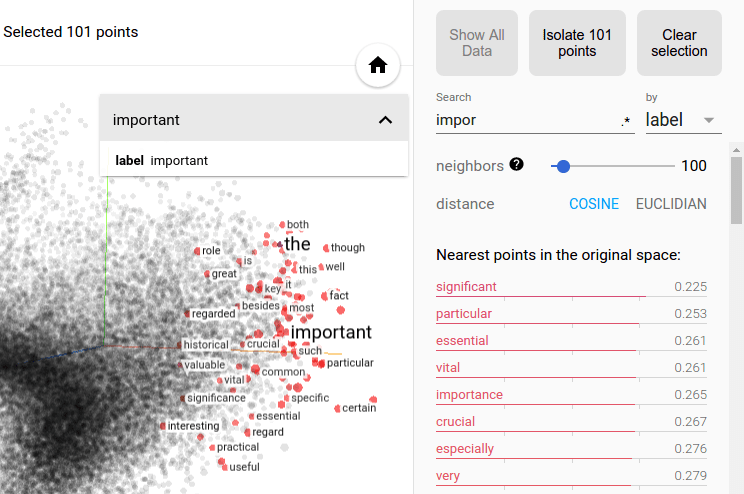 Selected 101 points
important
label important
both
the
though
role
is
this
well
great
key
it
fact
besides
most
regarded
important
historical
crucial
such
particular
valuable
common
vital
significance
specific
certain
essential
interesting
regard
practical
useful
Show All
Data
Isolate 101
points
Clear
selection
Search
by
impor
.*
label
neighbors
?
100
distance
COSINE
EUCLIDIAN
Nearest points in the original space:
significant 0.225
particular 0.253
essential 0.261
vital 0.261
importance 0.265
crucial 0.267
especially 0.276
very 0.279